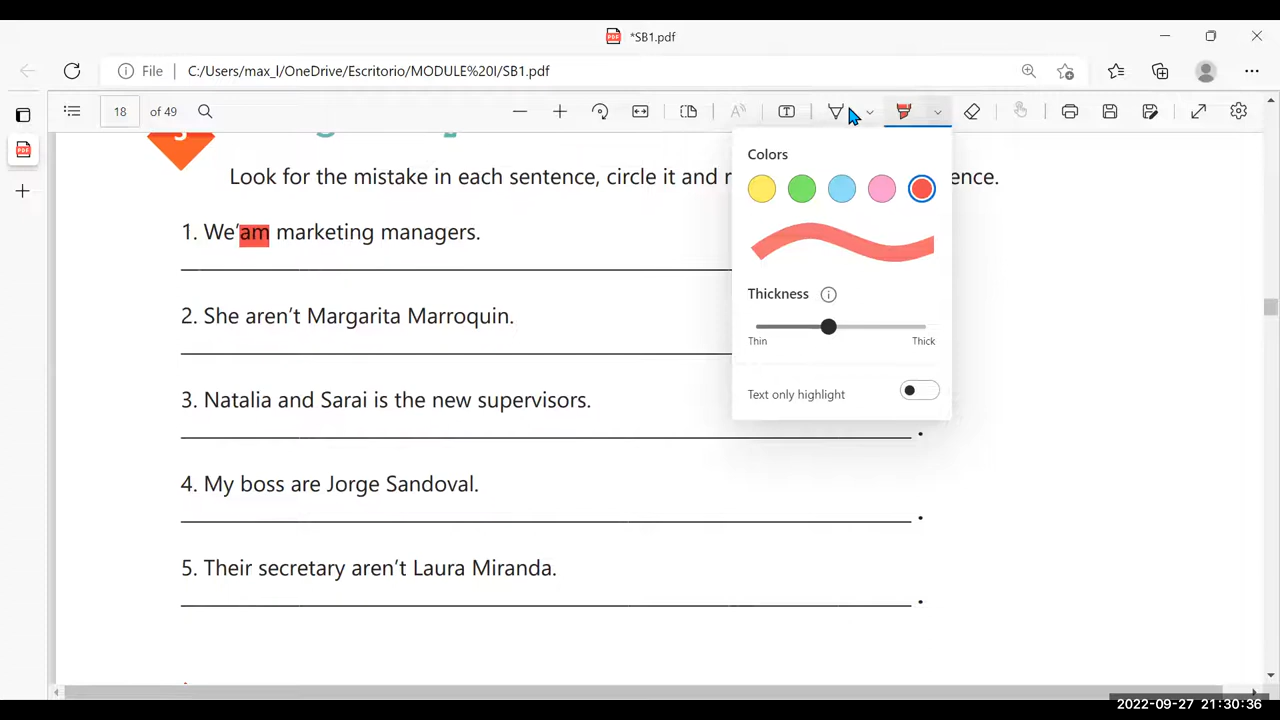 *SB1.pdf
File C:/Users/max_l/OneDrive/Escritorio/MODULE%20I/SB1.pdf
18 of 49
Look for the mistake in each sentence, circle it and r
ence.
Colors
1. We'am marketing managers.
Thickness
2. She aren't Margarita Marroquin.
Thin Thick
3. Natalia and Sarai is the new supervisors.
Text only highlight
.
4. My boss are Jorge Sandoval.
.
5. Their secretary aren't Laura Miranda.
.
2022-09-27 21:30:36